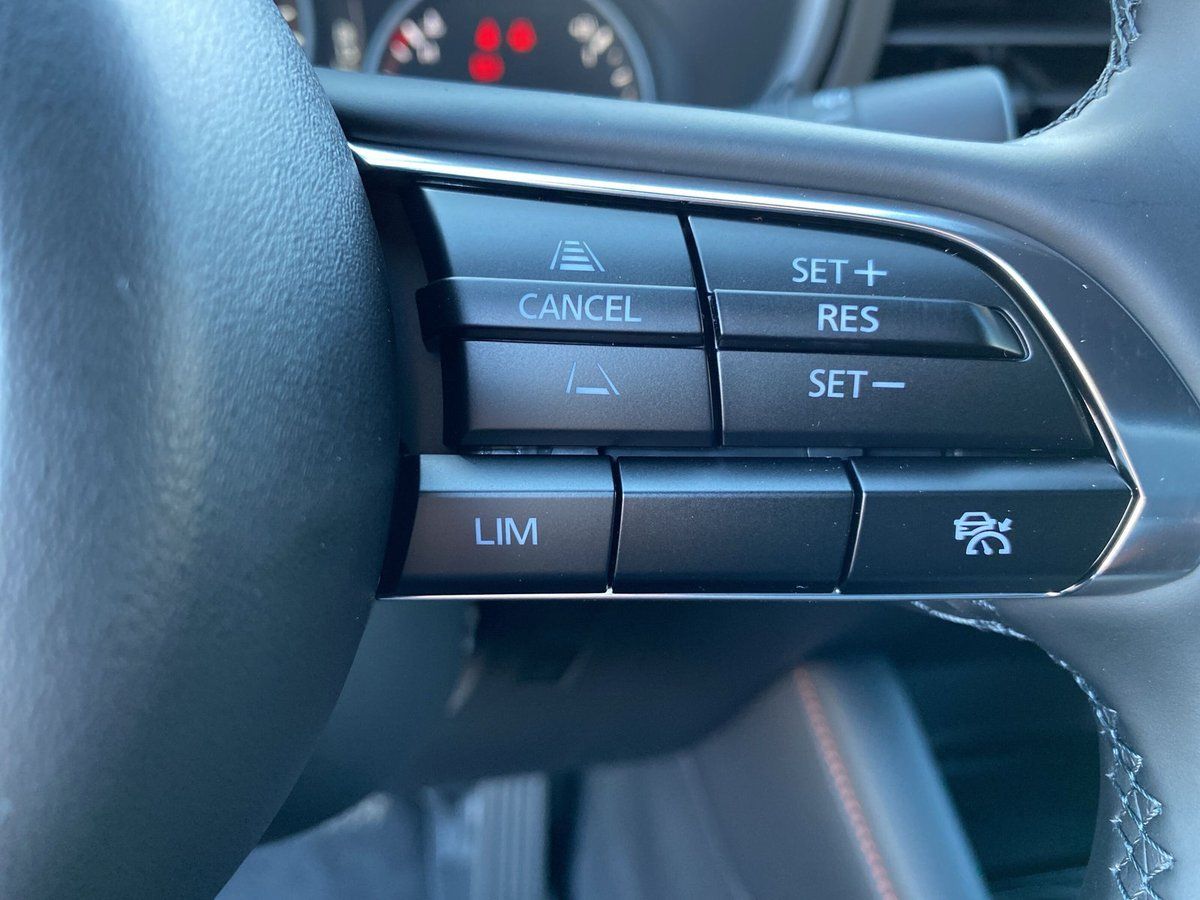 SET+
CANCEL
RES
SET-
LIM